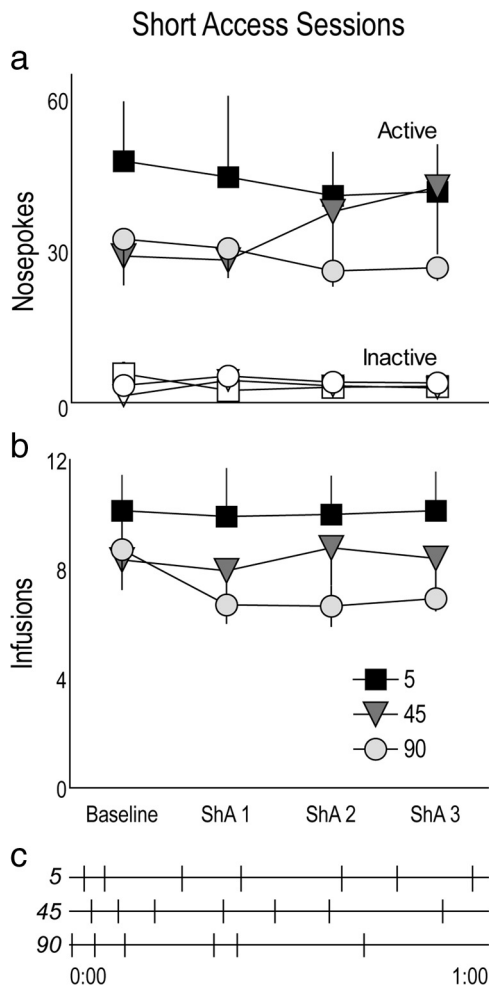 Short Access Sessions
a
60
Active
30
Nosepokes
Inactive
0
b
12
8
Infusions
5
4
45
90
0
Baseline ShA 1 ShA 2 ShA 3
c
5
45
90
0:00 1:00